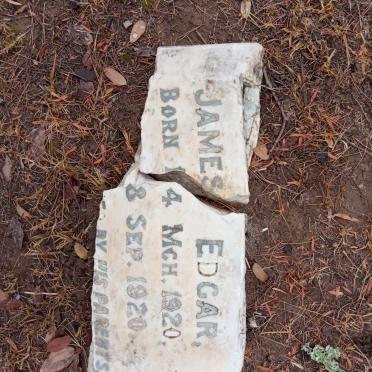 JAMES EDGAR,
BORN 4 MCH. 1920,
8 SEP 1920
BY HIS PARENTS